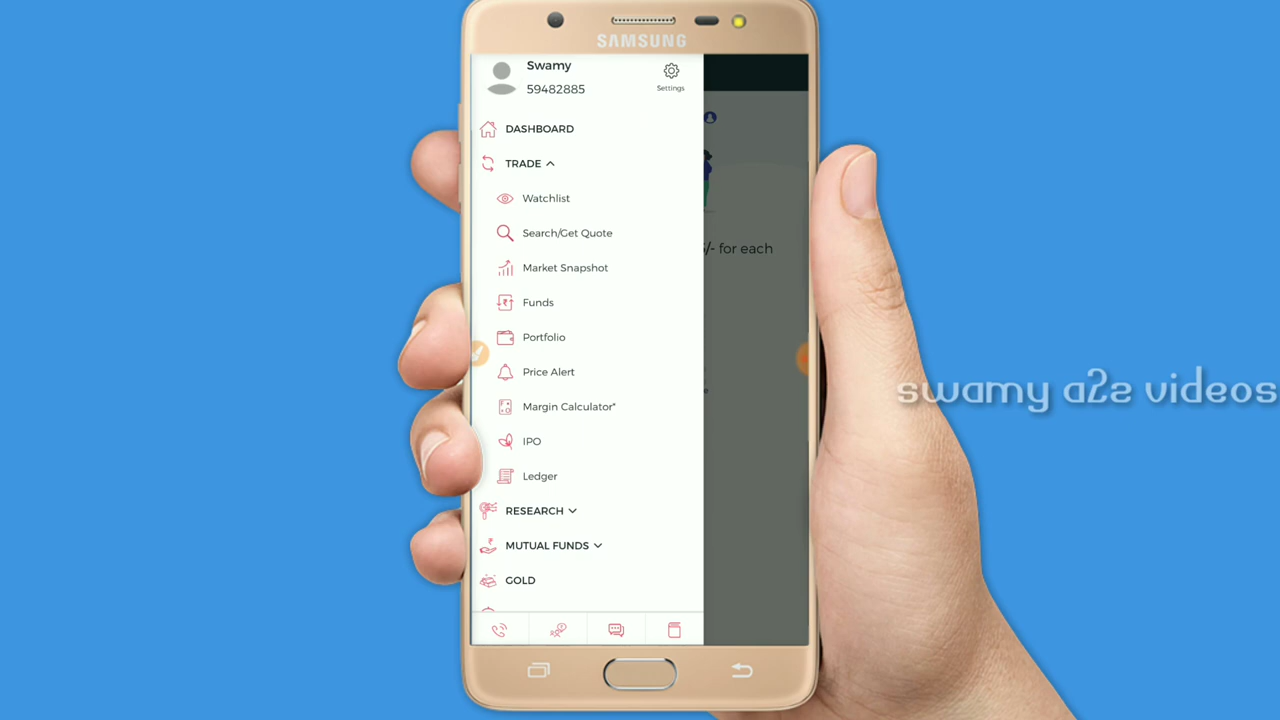 SAMSUNG
Swamy
59482885
Settings
DASHBOARD
TRADE
Watchlist
Search/Get Quote
Market Snapshot
/- for each
Funds
Portfolio
Price Alert
swamy a2z videos
Margin Calculator*
IPO
Ledger
RESEARCH
MUTUAL FUNDS
GOLD